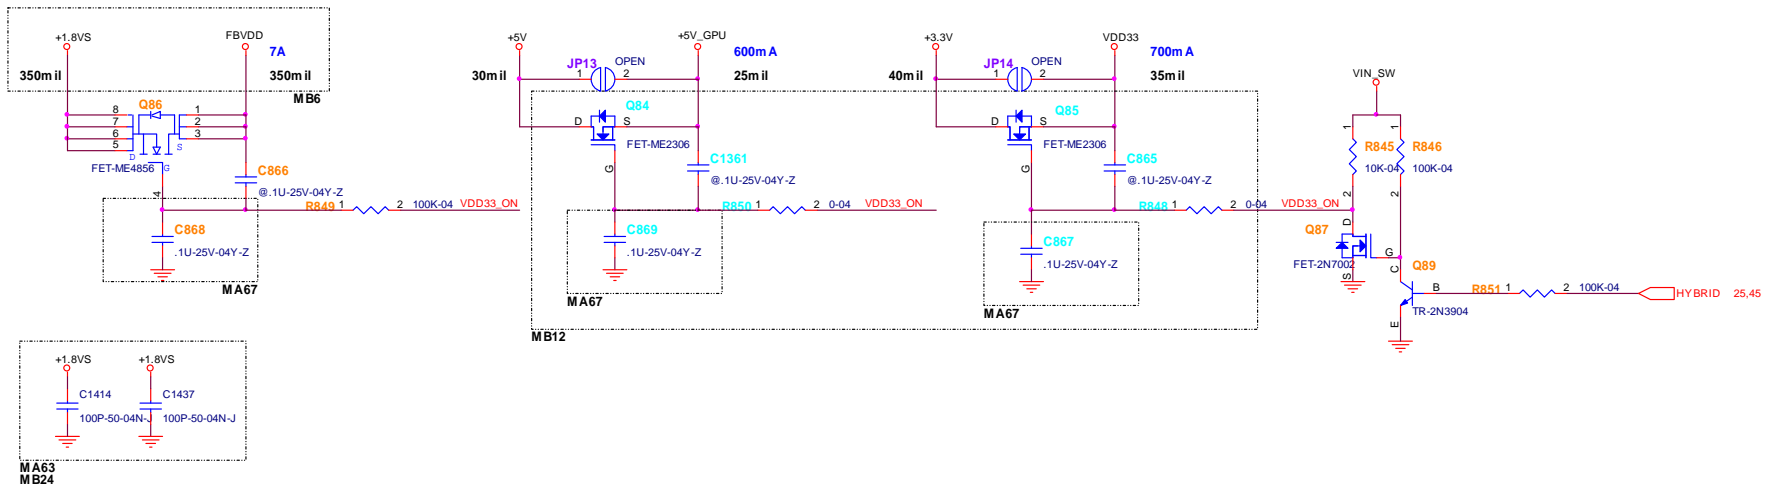 +1.8VS
FBVDD
7A
350mil
350mil
MB6
Q86
8
7
6
5
1
2
3
D
S
G
FET-ME4856
4
C866
@.1U-25V-04Y-Z
R849
1
2
100K-04
VDD33_ON
C868
.1U-25V-04Y-Z
MA67
+5V
+5V_GPU
600mA
JP13
OPEN
1
2
30mil
25mil
Q84
D
S
FET-ME2306
G
C1361
@.1U-25V-04Y-Z
R850
1
2
0-04
VDD33_ON
C869
.1U-25V-04Y-Z
MA67
MB12
+3.3V
VDD33
700mA
JP14
OPEN
1
2
40mil
35mil
Q85
D
S
FET-ME2306
G
C865
@.1U-25V-04Y-Z
R848
1
2
0-04
VDD33_ON
C867
.1U-25V-04Y-Z
MA67
VIN_SW
1
1
R845
10K-04
R846
100K-04
2
2
D
Q87
G
S
FET-2N7002
C
Q89
B
E
TR-2N3904
R851
1
2
100K-04
HYBRID
25,45
+1.8VS
+1.8VS
C1414
C1437
100P-50-04N-J
100P-50-04N-J
MA63
MB24